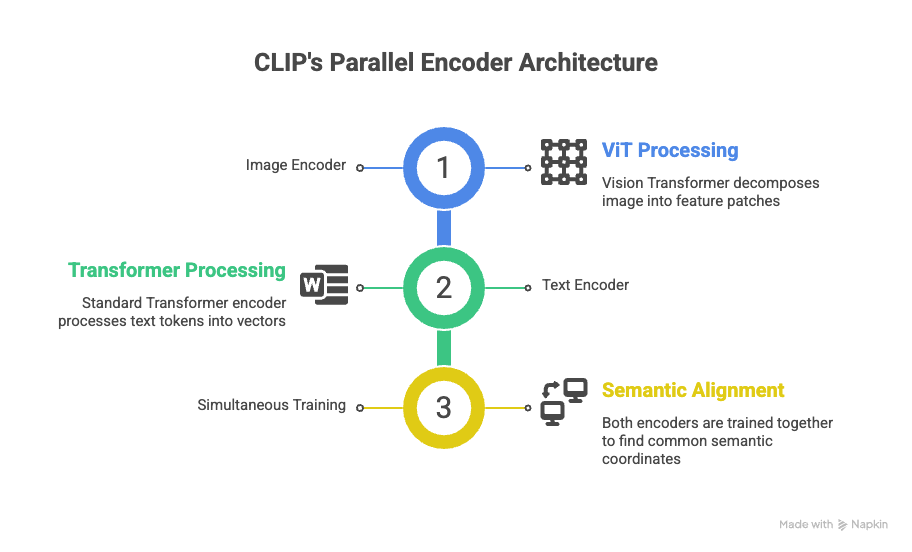 CLIP's Parallel Encoder Architecture
Image Encoder
1
ViT Processing
Vision Transformer decomposes
image into feature patches
Transformer Processing
Standard Transformer encoder
processes text tokens into vectors
W
2
Text Encoder
Simultaneous Training
3
Semantic Alignment
Both encoders are trained together
to find common semantic
coordinates
Made with Napkin